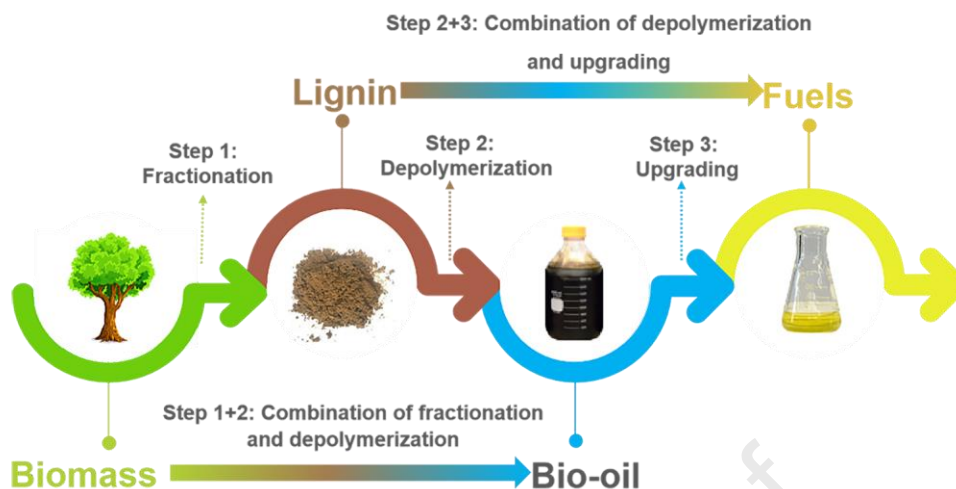 Step 2+3: Combination of depolymerization
and upgrading
Lignin
Fuels
Step 1:
Fractionation
Step 2:
Depolymerization
Step 3:
Upgrading
Step 1+2: Combination of fractionation
and depolymerization
Biomass
Bio-oil
f